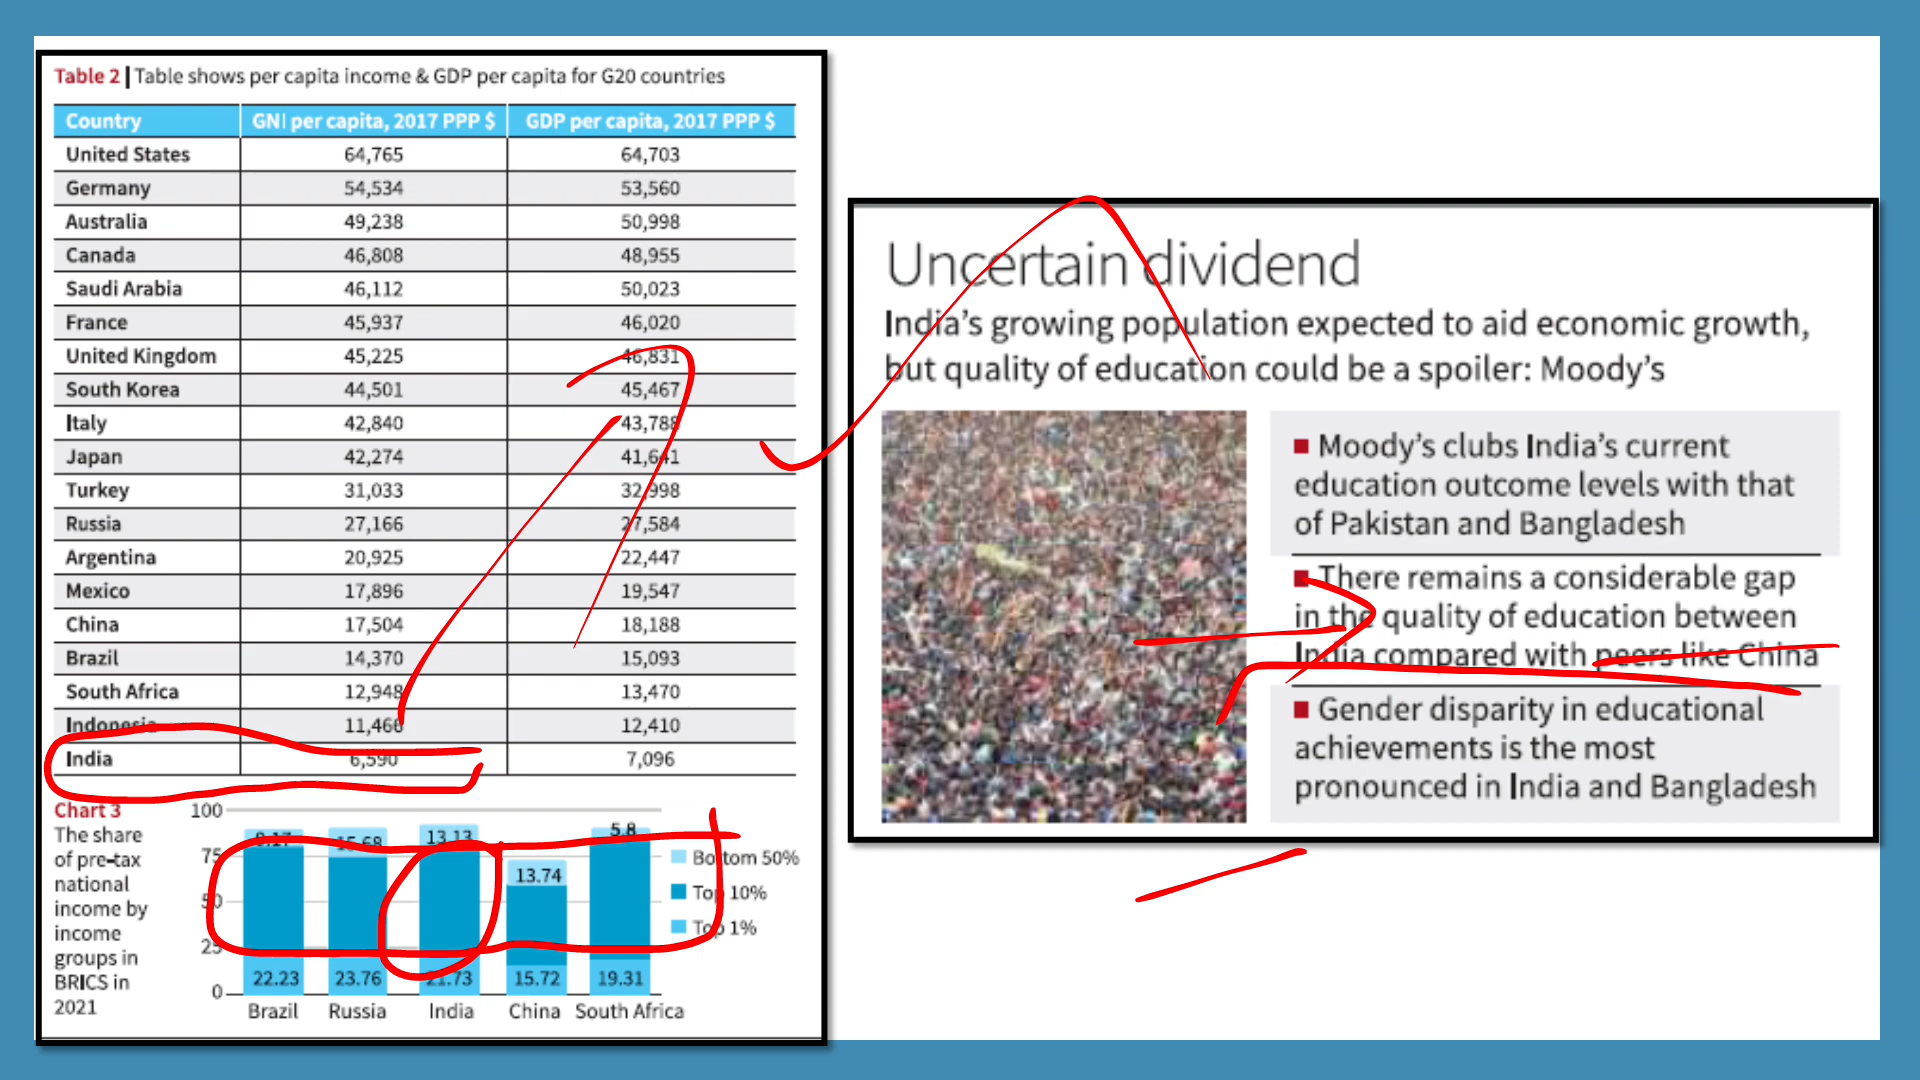 Table 2 | Table shows per capita income & GDP per capita for G20 countries
Country GNI per capita, 2017 PPP $ GDP per capita, 2017 PPP $
United States 64,765 64,703
Germany 54,534 53,560
Australia 49,238 50,998
Canada 46,808 48,955
Saudi Arabia 46,112 50,023
France 45,937 46,020
United Kingdom 45,225 46,831
South Korea 44,501 45,467
Italy 42,840 43,788
Japan 42,274 41,641
Turkey 31,033 32,998
Russia 27,166 27,584
Argentina 20,925 22,447
Mexico 17,896 19,547
China 17,504 18,188
Brazil 14,370 15,093
South Africa 12,948 13,470
Indonesia 11,466 12,410
India 6,590 7,096
Chart 3
The share
of pre-tax
national
income by
income
groups in
BRICS in
2021
100
75
50
25
0
15.68 13.13 13.74 5.8
22.23 23.76 21.73 15.72 19.31
Brazil Russia India China South Africa
Bottom 50%
Top 10%
Top 1%
Uncertain dividend
India's growing population expected to aid economic growth,
but quality of education could be a spoiler: Moody's
Moody's clubs India's current
education outcome levels with that
of Pakistan and Bangladesh
There remains a considerable gap
in the quality of education between
India compared with peers like China
Gender disparity in educational
achievements is the most
pronounced in India and Bangladesh